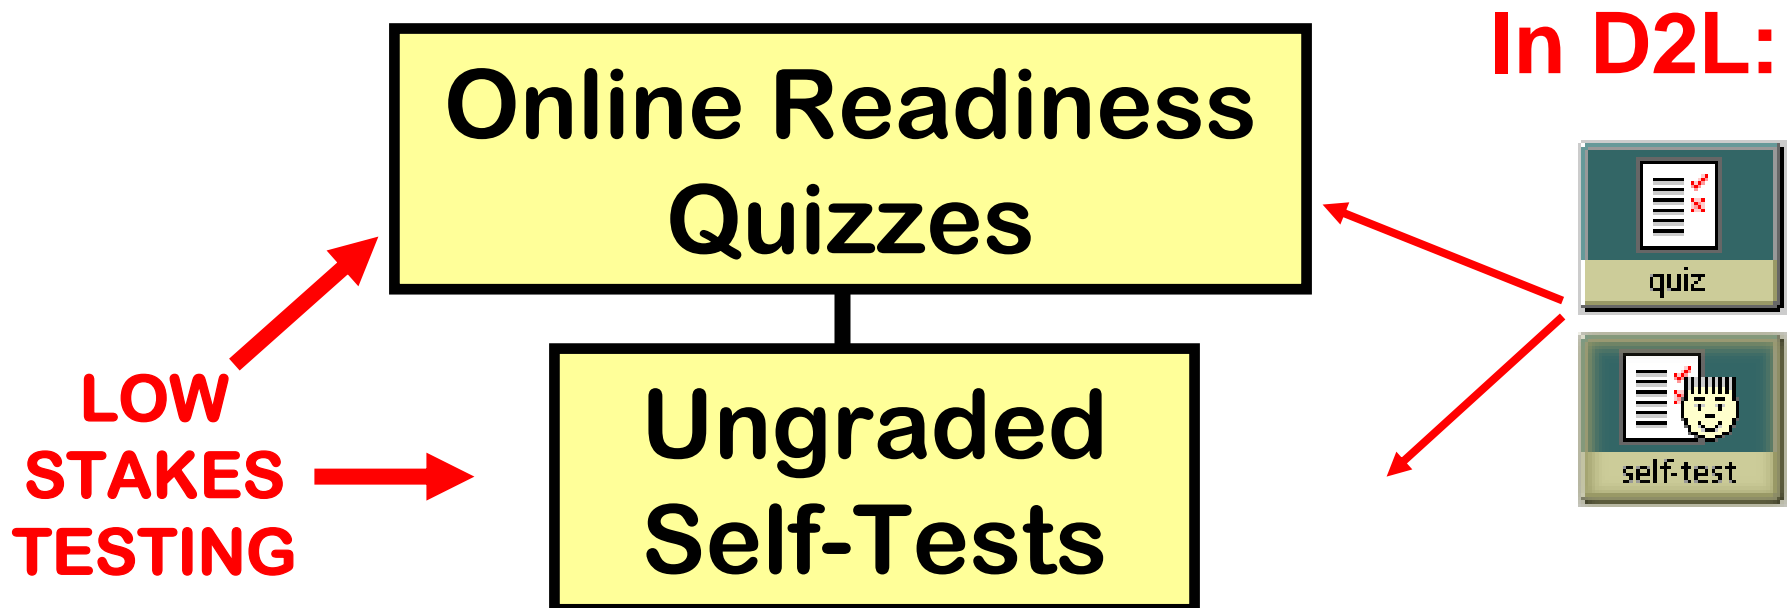 In D2L:
Online Readiness
Quizzes
quiz
LOW
STAKES
TESTING
Ungraded
Self-Tests
self-test